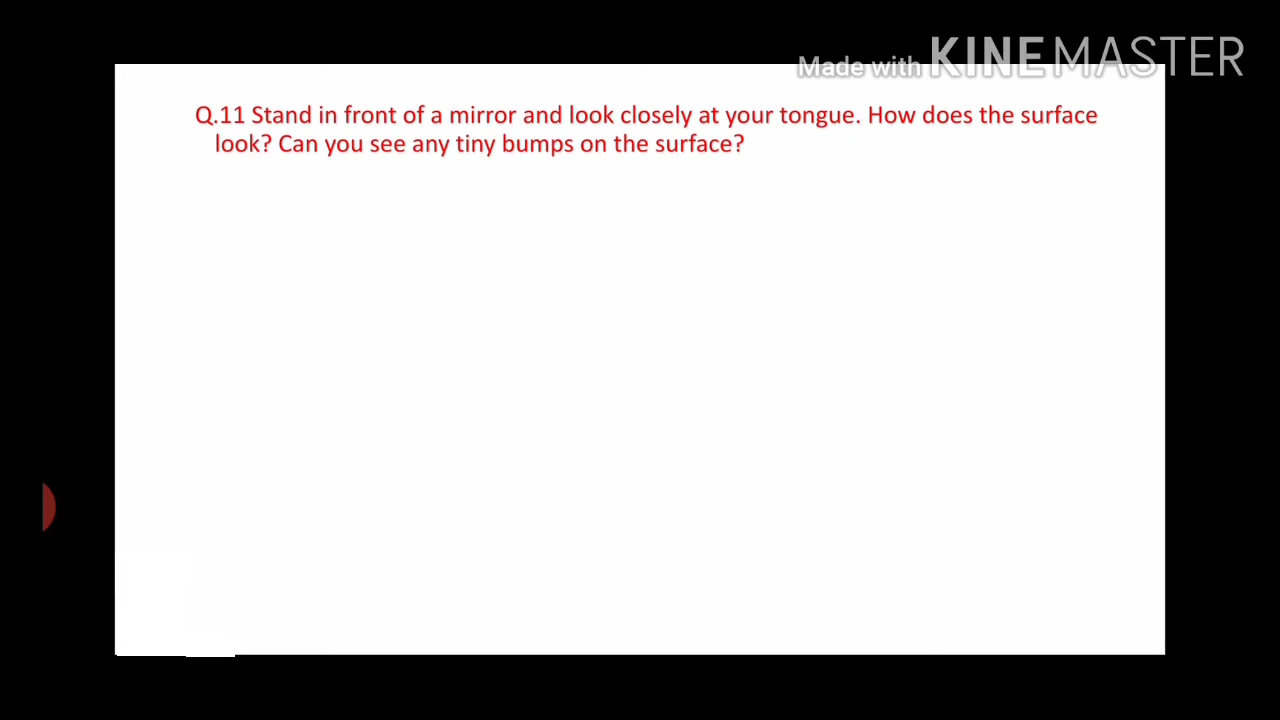 Made with KINEMASTER
Q.11 Stand in front of a mirror and look closely at your tongue. How does the surface
look? Can you see any tiny bumps on the surface?